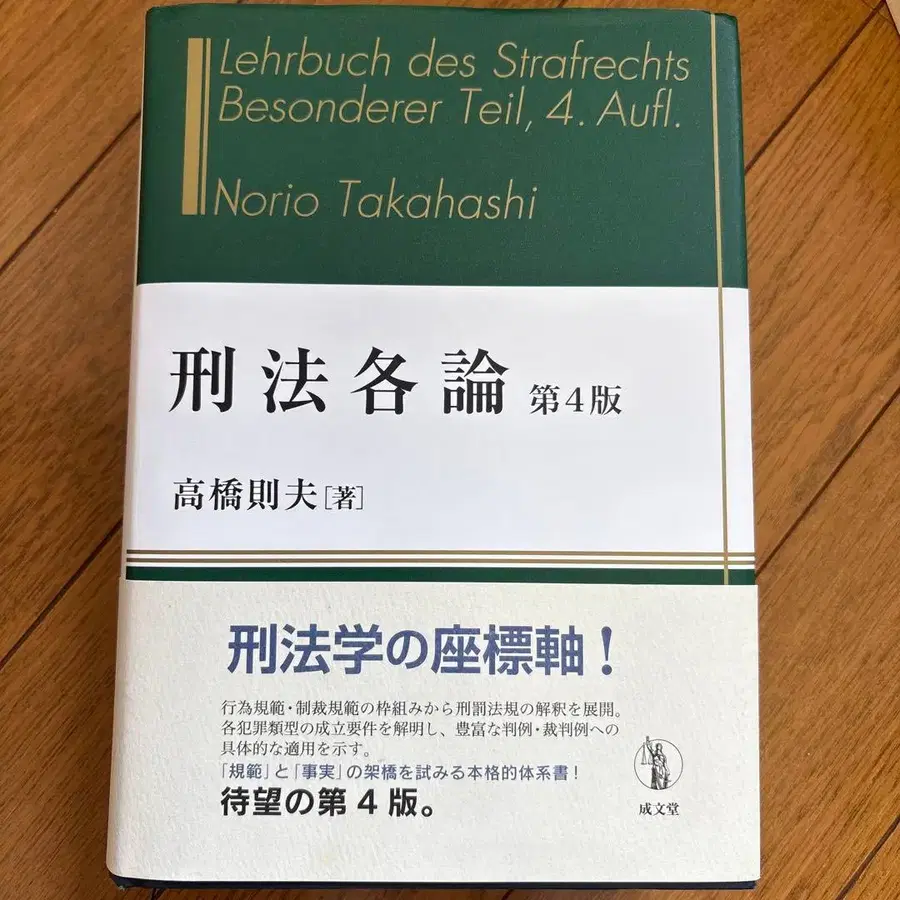 Lehrbuch des Strafrechts
Besonderer Teil, 4. Aufl.
Norio Takahashi
刑法各論 第4版
高橋則夫[著]
刑法学の座標軸！
行為規範・制裁規範の枠組みから刑罰法規の解釈を展開。
各犯罪類型の成立要件を解明し、豊富な判例・裁判例への
具体的な適用を示す。
「規範」と「事実」の架橋を試みる本格的体系書！
待望の第4版。
成文堂